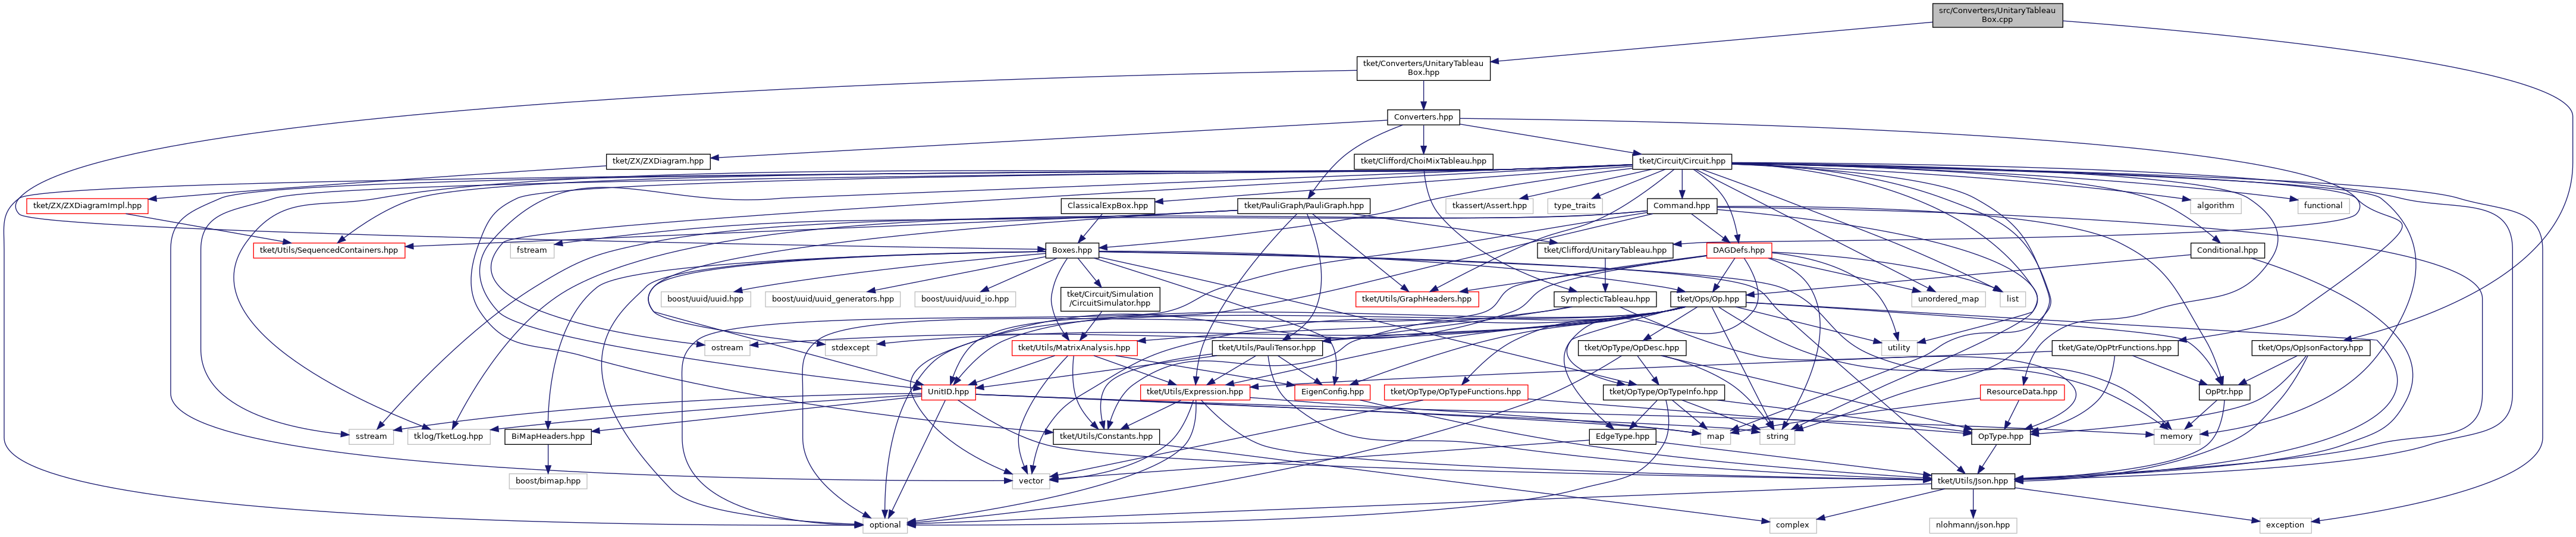 src/Converters/UnitaryTableau
Box.cpp
tket/Converters/UnitaryTableau
Box.hpp
Converters.hpp
tket/ZX/ZXDiagram.hpp
tket/Clifford/ChoiMixTableau.hpp
tket/Circuit/Circuit.hpp
tket/ZX/ZXDiagramImpl.hpp
ClassicalExpBox.hpp
tket/PauliGraph/PauliGraph.hpp
tkassert/Assert.hpp
type_traits
Command.hpp
algorithm
functional
tket/Utils/SequencedContainers.hpp
fstream
Boxes.hpp
tket/Clifford/UnitaryTableau.hpp
DAGDefs.hpp
Conditional.hpp
boost/uuid/uuid.hpp
boost/uuid/uuid_generators.hpp
boost/uuid/uuid_io.hpp
tket/Circuit/Simulation
/CircuitSimulator.hpp
tket/Utils/GraphHeaders.hpp
SymplecticTableau.hpp
tket/Ops/Op.hpp
unordered_map
list
ostream
stdexcept
tket/Utils/MatrixAnalysis.hpp
tket/Utils/PauliTensor.hpp
tket/OpType/OpDesc.hpp
utility
tket/Gate/OpPtrFunctions.hpp
tket/Ops/OpJsonFactory.hpp
UnitID.hpp
tket/Utils/Expression.hpp
EigenConfig.hpp
tket/OpType/OpTypeFunctions.hpp
tket/OpType/OpTypeInfo.hpp
ResourceData.hpp
OpPtr.hpp
sstream
tklog/TketLog.hpp
BiMapHeaders.hpp
tket/Utils/Constants.hpp
EdgeType.hpp
map
string
OpType.hpp
memory
boost/bimap.hpp
vector
tket/Utils/Json.hpp
optional
complex
nlohmann/json.hpp
exception